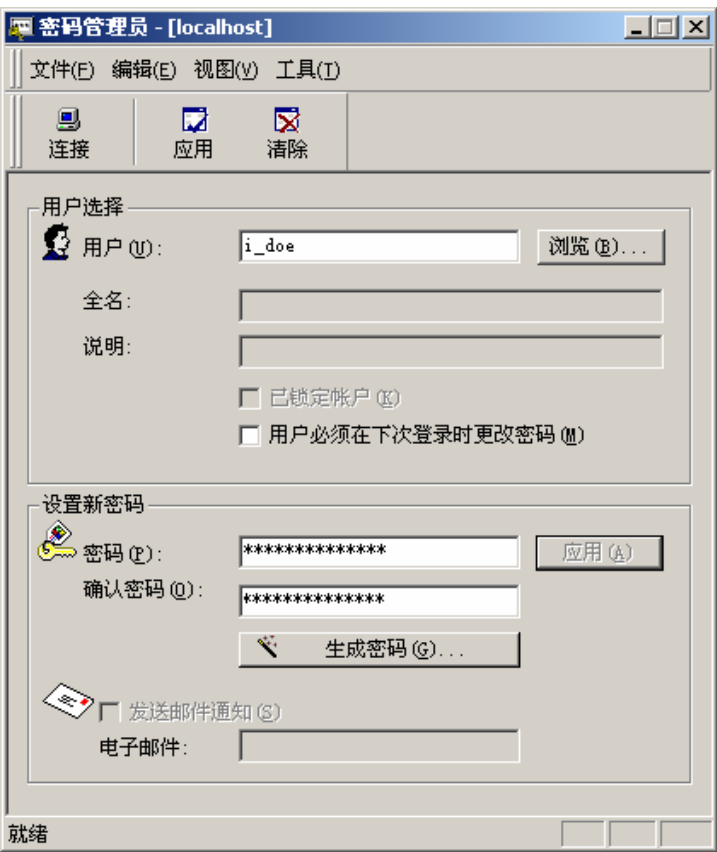 密码管理员 - [localhost]
文件(F) 编辑(E) 视图(V) 工具(T)
连接 应用 清除
用户选择
用户(U): i_doe 浏览(B)...
全名:
说明:
已锁定帐户(K)
用户必须在下次登录时更改密码(M)
设置新密码
密码(P): ************** 应用(A)
确认密码(O): **************
生成密码(G)...
发送邮件通知(S)
电子邮件:
就绪